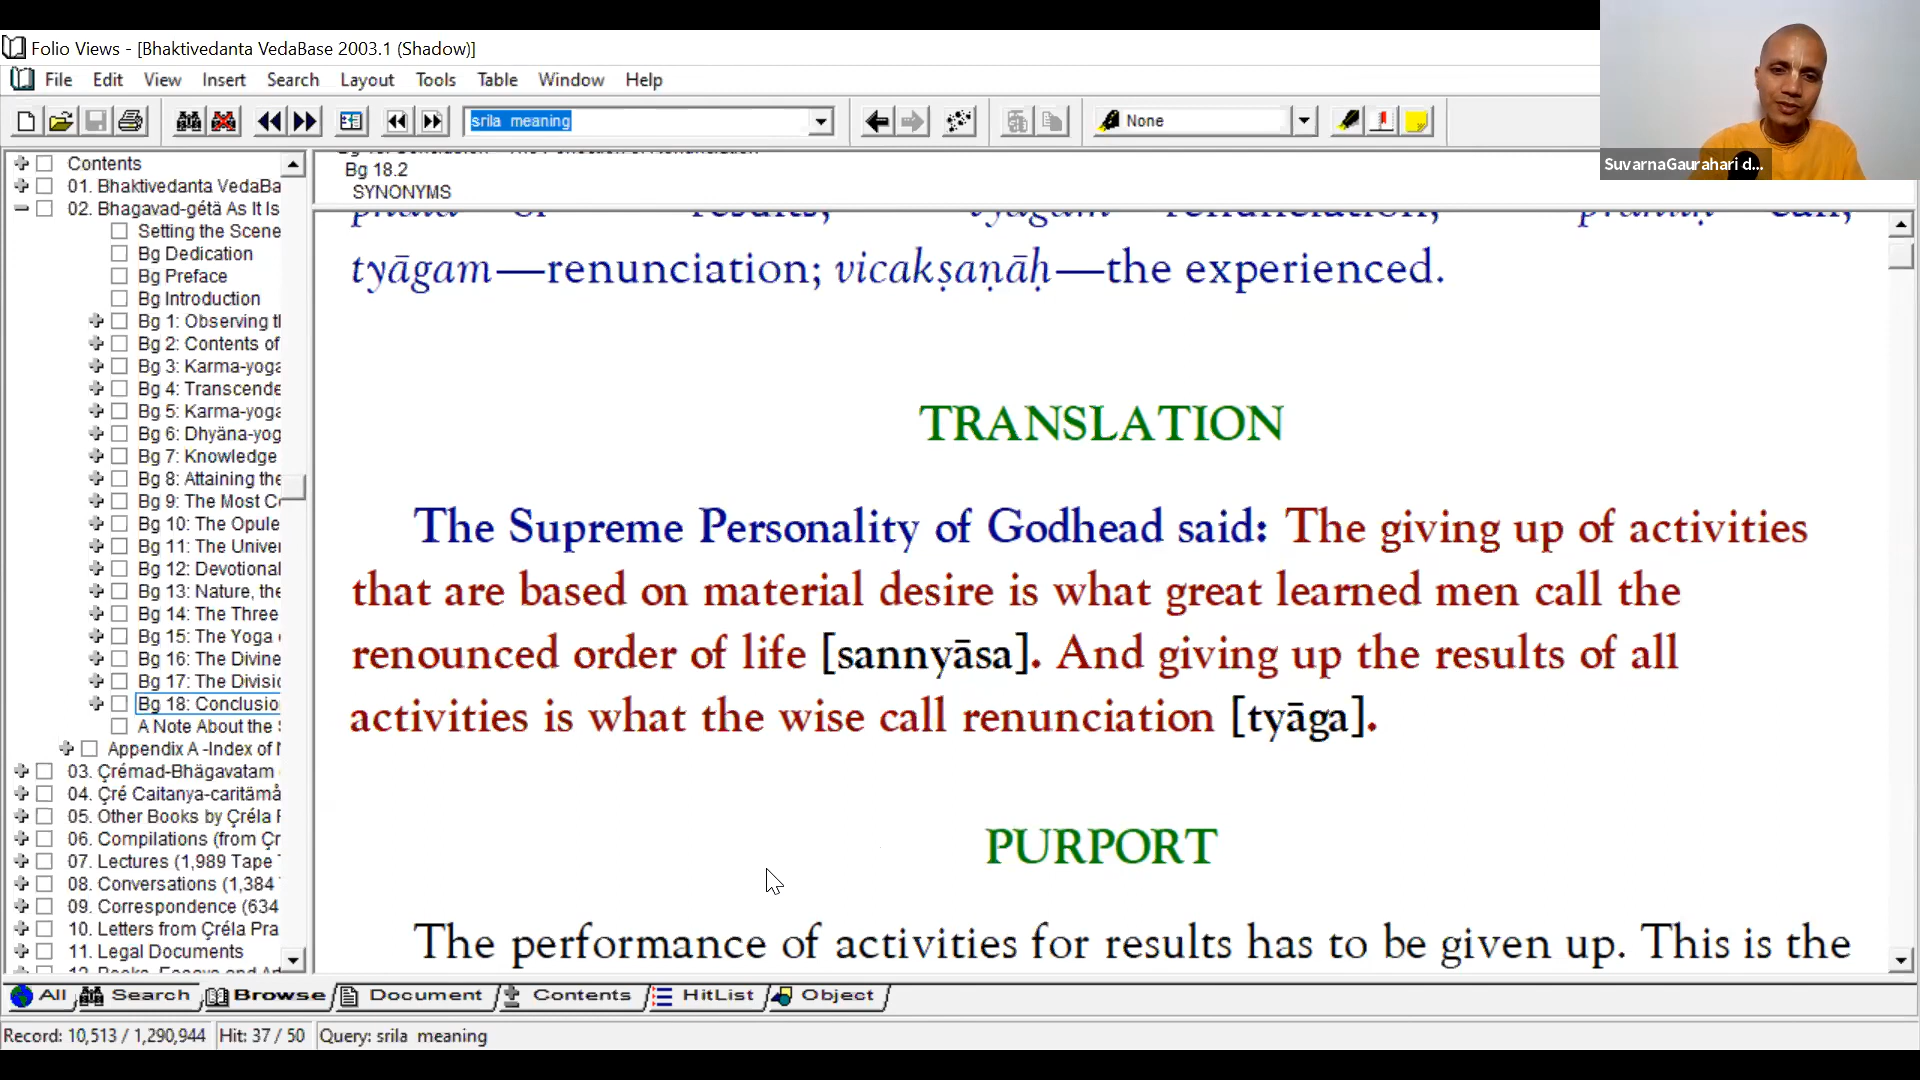 Folio Views - [Bhaktivedanta VedaBase 2003.1 (Shadow)]
File Edit View Insert Search Layout Tools Table Window Help
srila meaning
None
SuvarnaGaurahari d...
Contents
01. Bhaktivedanta VedaBa
02. Bhagavad-gétä As It Is
Setting the Scene
Bg Dedication
Bg Preface
Bg Introduction
Bg 1: Observing tl
Bg 2: Contents of
Bg 3: Karma-yoga
Bg 4: Transcende
Bg 5: Karma-yoga
Bg 6: Dhyäna-yog
Bg 7: Knowledge
Bg 8: Attaining the
Bg 9: The Most Co
Bg 10: The Opule
Bg 11: The Univer
Bg 12: Devotional
Bg 13: Nature, the
Bg 14: The Three
Bg 15: The Yoga
Bg 16: The Divine
Bg 17: The Divisic
Bg 18: Conclusio
A Note About the
Appendix A -Index of
03. Çrémad-Bhägavatam
04. Çré Caitanya-caritämå
05. Other Books by Çréla
06. Compilations (from Çr
07. Lectures (1,989 Tape
08. Conversations (1,384
09. Correspondence (634
10. Letters from Çréla Pra
11. Legal Documents
Bg 18.2
SYNONYMS
tyāgam—renunciation; vicakṣaṇāḥ—the experienced.
TRANSLATION
The Supreme Personality of Godhead said: The giving up of activities
that are based on material desire is what great learned men call the
renounced order of life [sannyāsa]. And giving up the results of all
activities is what the wise call renunciation [tyāga].
PURPORT
The performance of activities for results has to be given up. This is the
All Search Browse Document Contents HitList Object
Record: 10,513 / 1,290,944 Hit: 37 / 50 Query: srila meaning